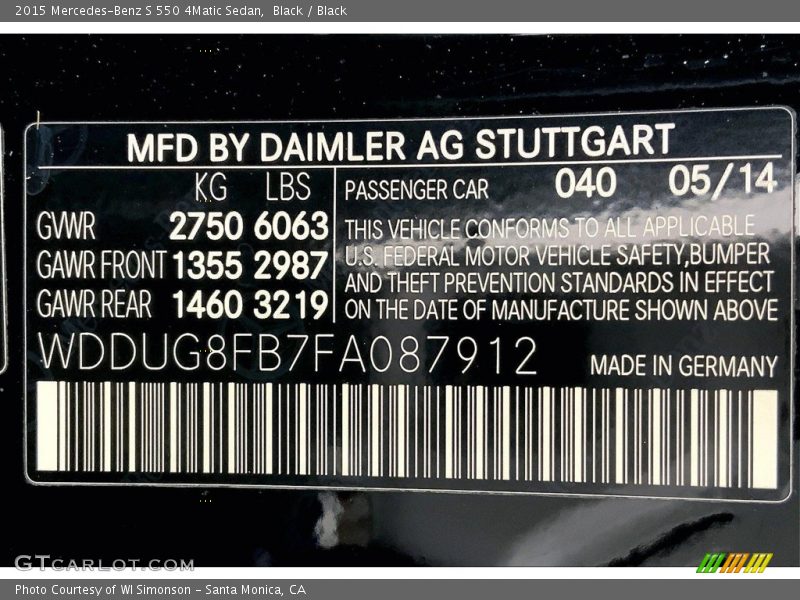 2015 Mercedes-Benz S 550 4Matic Sedan,  Black / Black
MFD BY DAIMLER AG STUTTGART
KG LBS
GVWR 2750 6063
GAWR FRONT 1355 2987
GAWR REAR 1460 3219
PASSENGER CAR 040 05/14
THIS VEHICLE CONFORMS TO ALL APPLICABLE
U.S. FEDERAL MOTOR VEHICLE SAFETY,BUMPER
AND THEFT PREVENTION STANDARDS IN EFFECT
ON THE DATE OF MANUFACTURE SHOWN ABOVE
WDDUG8FB7FA087912
MADE IN GERMANY
GTCARLOT.COM
Photo Courtesy of WI Simonson - Santa Monica, CA